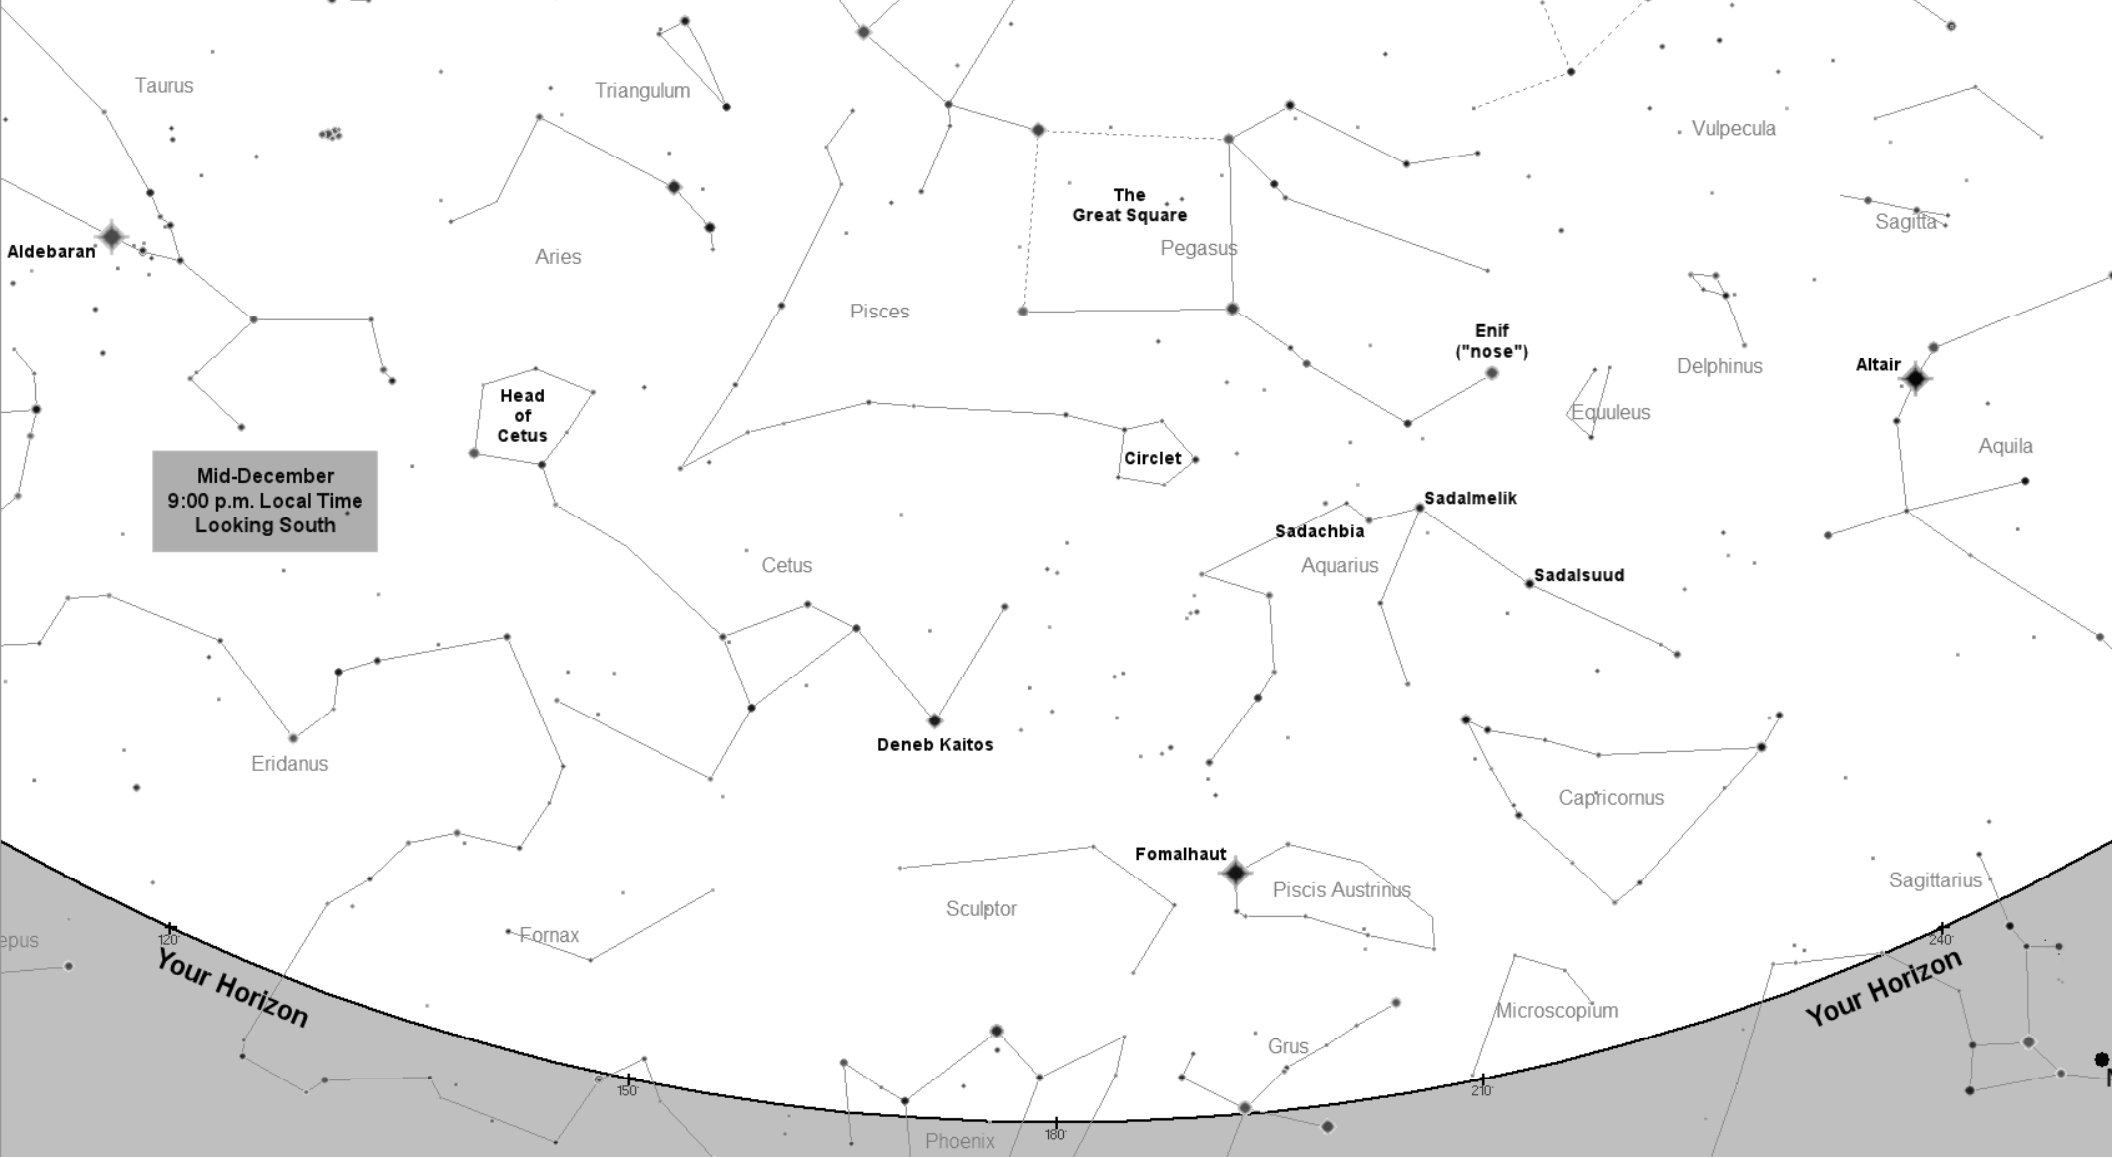 Taurus
Triangulum
Vulpecula
The
Great Square
Sagitta
Aldebaran
Aries
Pegasus
Pisces
Enif
("nose")
Delphinus
Altair
Head
of
Cetus
Equuleus
Circlet
Aquila
Mid-December
9:00 p.m. Local Time
Looking South
Sadalmelik
Sadachbia
Cetus
Aquarius
Sadalsuud
Deneb Kaitos
Eridanus
Capricornus
Fomalhaut
Sagittarius
Piscis Austrinus
Sculptor
Fornax
epus
120°
240°
Your Horizon
Your Horizon
Microscopium
Grus
150°
210°
180°
Phoenix